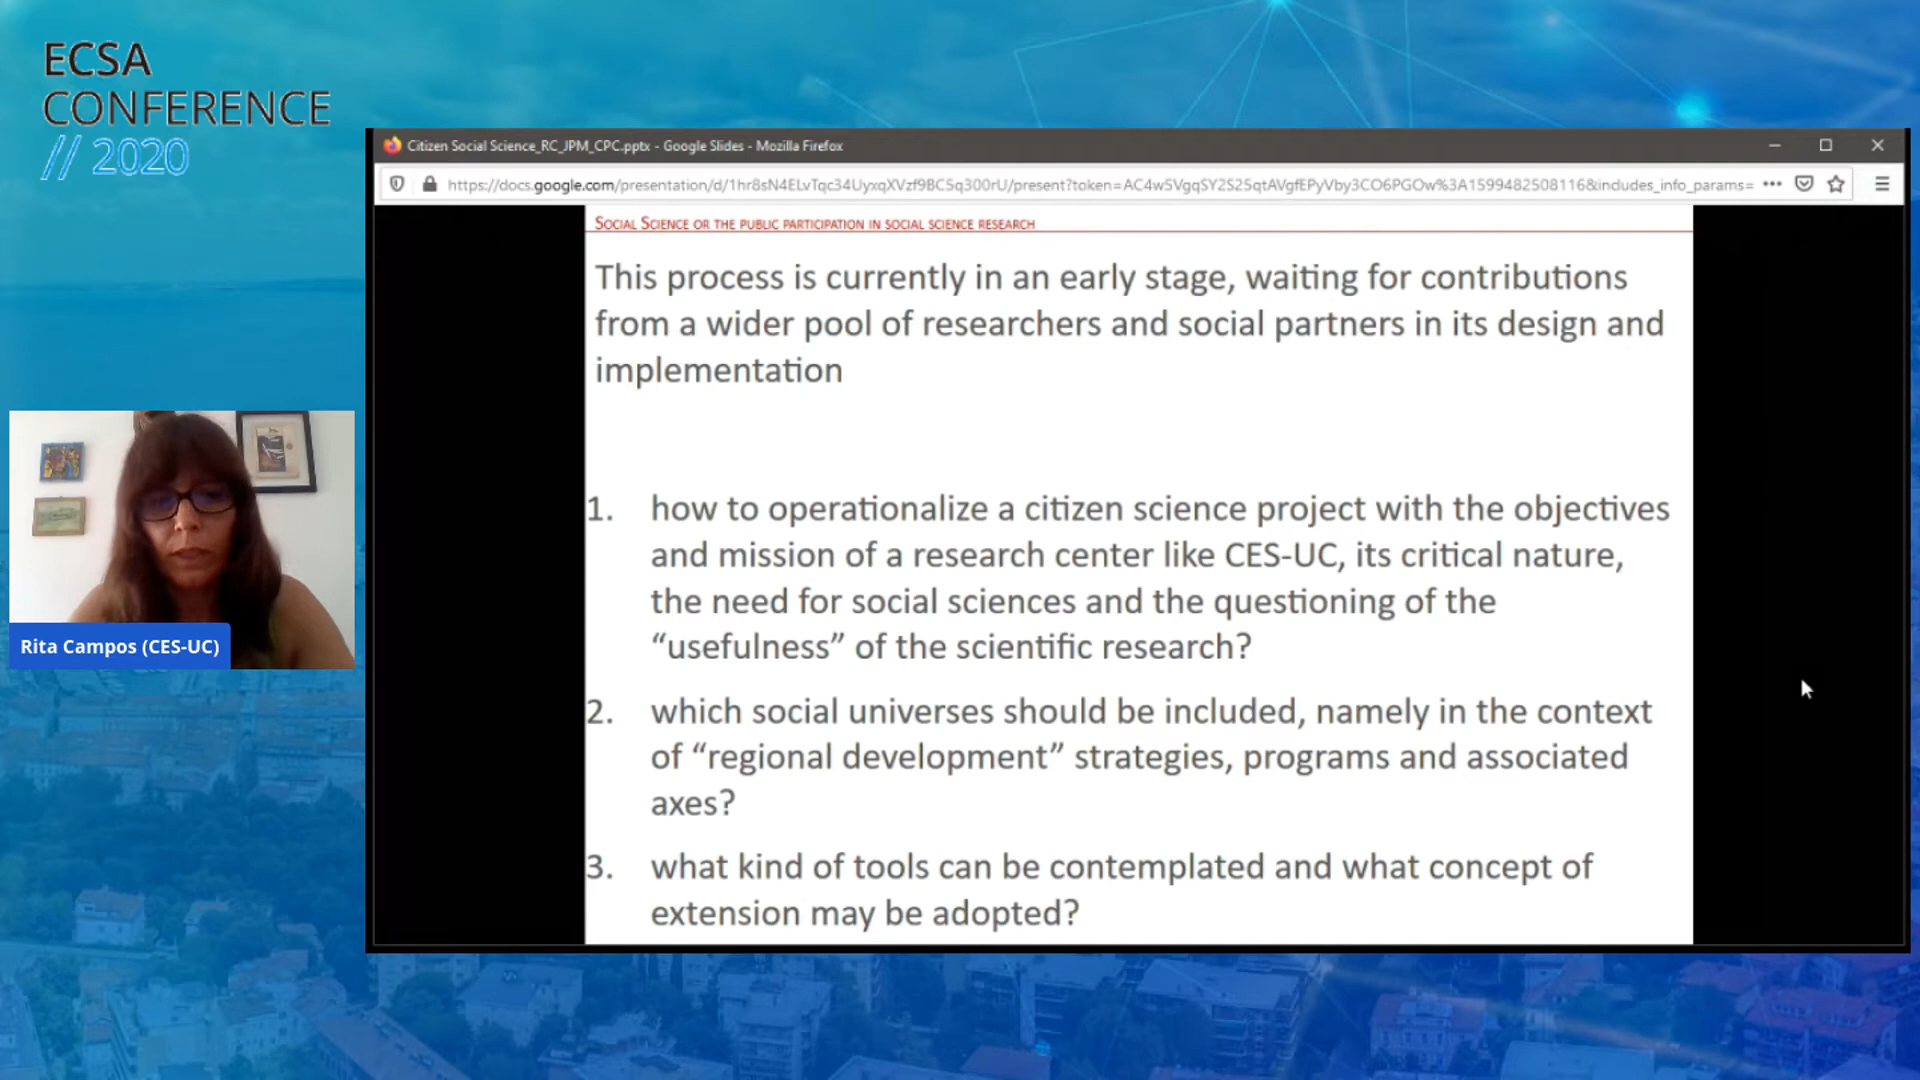 ECSA
CONFERENCE
// 2020
Citizen Social Science_RC_JPM_CPC.pptx - Google Slides - Mozilla Firefox
https://docs.google.com/presentation/d/1hr8sN4ELvTqc34UyxqXVzf9BC5q300rU/present?token=AC4w5VgqSY2S25qtAVgfEPyVby3CO6PGOw%3A1599482508116&includes_info_params=
SOCIAL SCIENCE OR THE PUBLIC PARTICIPATION IN SOCIAL SCIENCE RESEARCH
This process is currently in an early stage, waiting for contributions
from a wider pool of researchers and social partners in its design and
implementation
1. how to operationalize a citizen science project with the objectives
and mission of a research center like CES-UC, its critical nature,
the need for social sciences and the questioning of the
“usefulness” of the scientific research?
2. which social universes should be included, namely in the context
of “regional development” strategies, programs and associated
axes?
3. what kind of tools can be contemplated and what concept of
extension may be adopted?
Rita Campos (CES-UC)